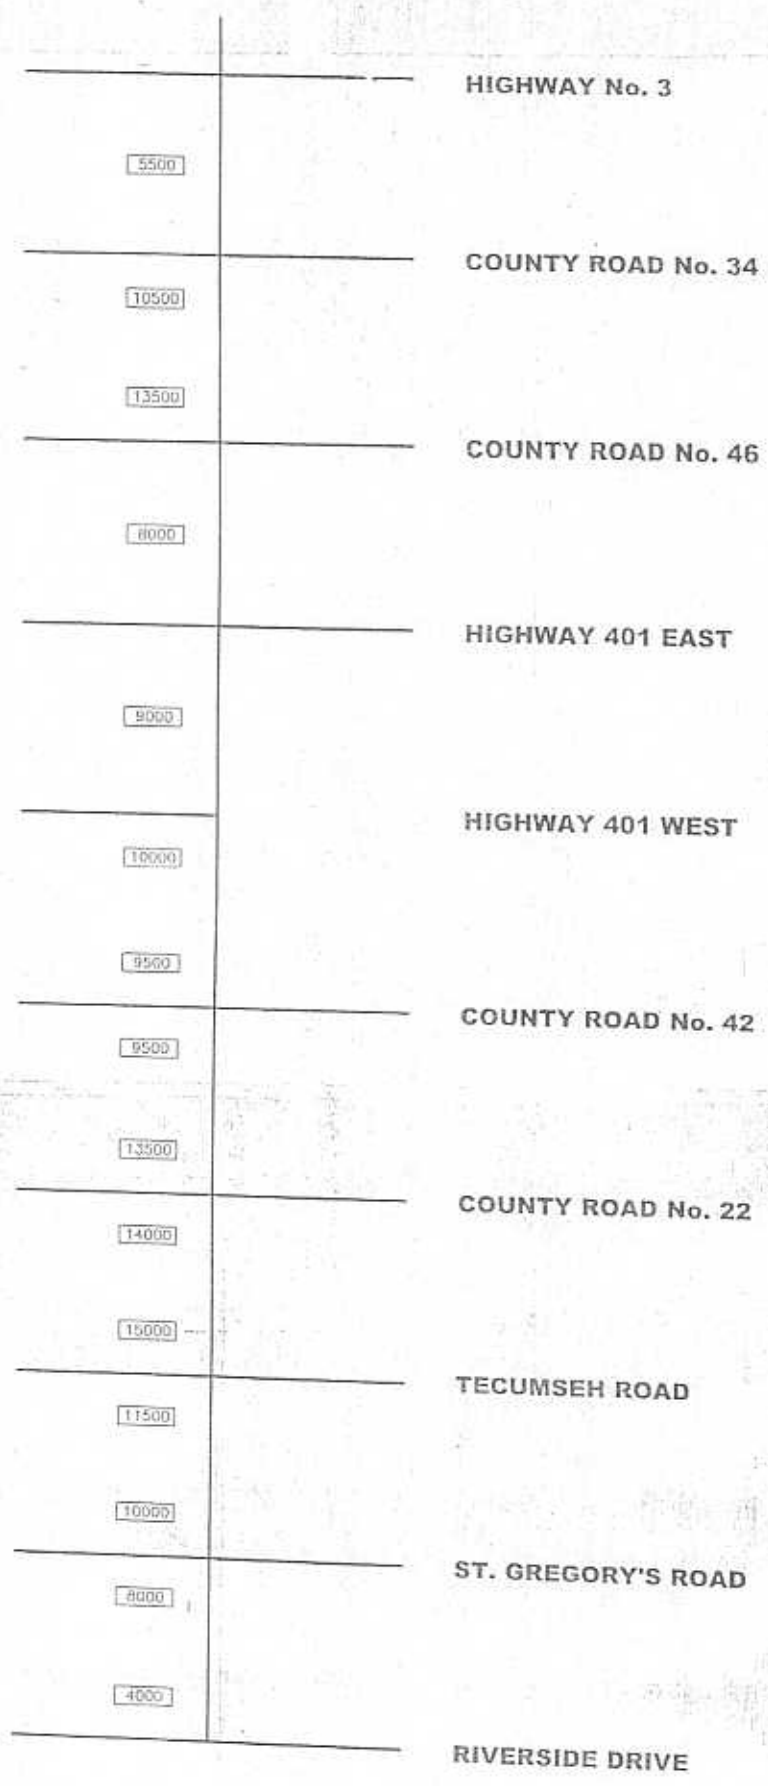 HIGHWAY No. 3
5500
COUNTY ROAD No. 34
10500
13500
COUNTY ROAD No. 46
8000
HIGHWAY 401 EAST
9000
HIGHWAY 401 WEST
10000
9500
COUNTY ROAD No. 42
9500
13500
COUNTY ROAD No. 22
14000
15000
TECUMSEH ROAD
11500
10000
ST. GREGORY'S ROAD
8000
4000
RIVERSIDE DRIVE